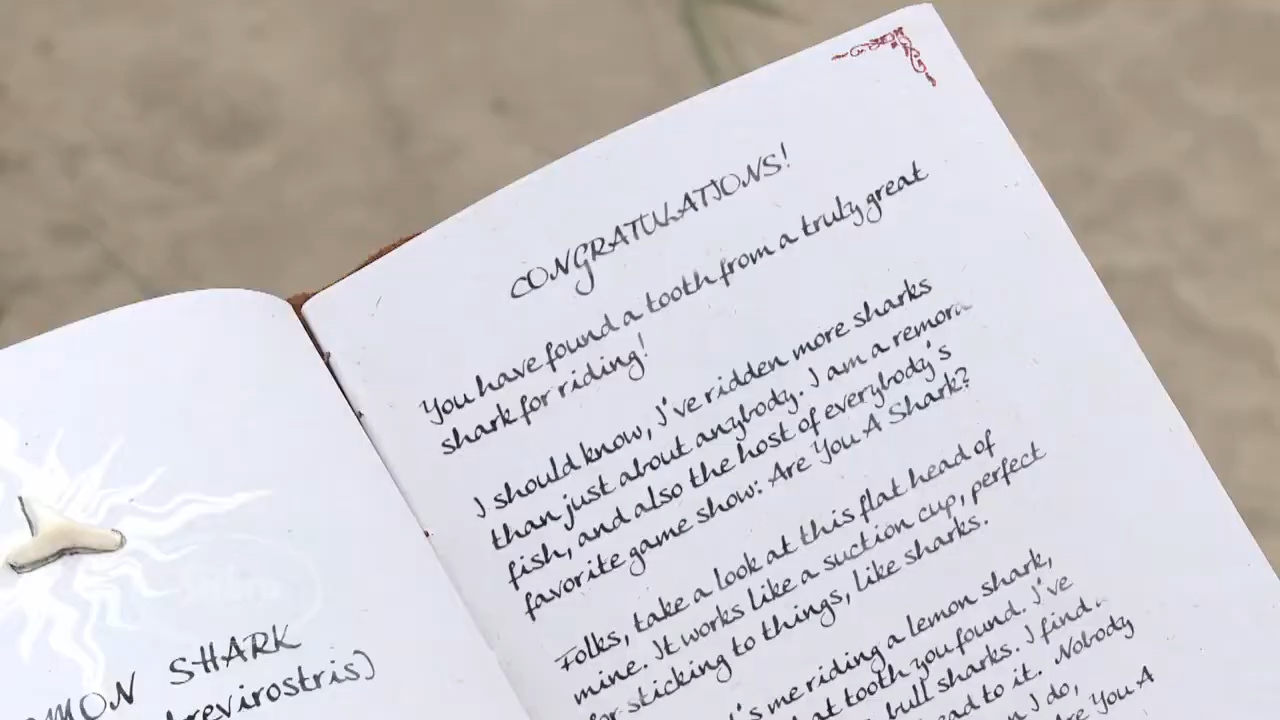 OMON SHARK
brevirostris)
CONGRATULATIONS!
You have found a tooth from a truly great
shark for riding!
I should know, I've ridden more sharks
than just about anybody. I am a remora
fish, and also the host of everybody's
favorite game show: Are You A Shark?
Folks, take a look at this flat head of
mine. It works like a suction cup, perfect
for sticking to things, like sharks.
's me riding a lemon shark,
at tooth you found. I've
bull sharks. I find
ead to it. Nobody
I do,
re You A